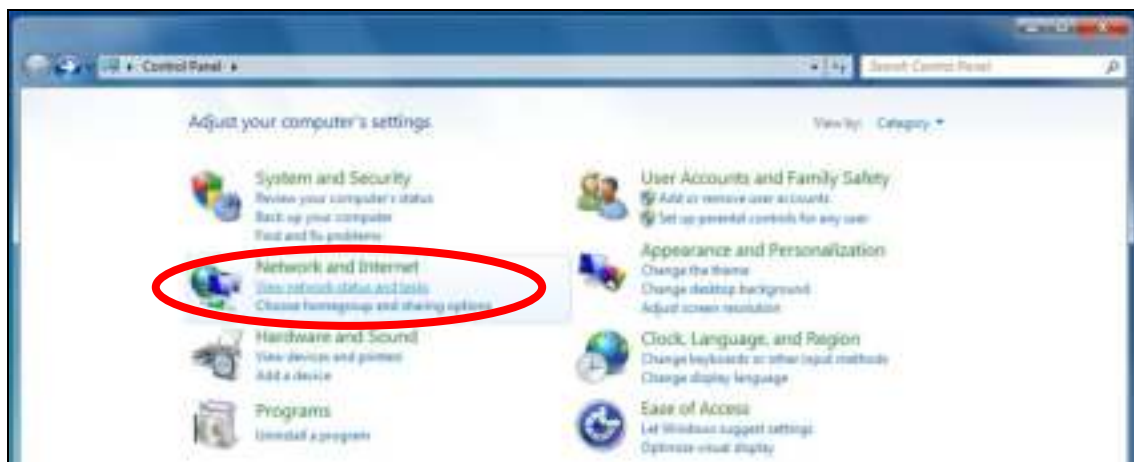 Control Panel
Search Control Panel
Adjust your computer's settings
View by: Category
System and Security
Review your computer's status
Back up your computer
Find and fix problems
Network and Internet
View network status and tasks
Choose homegroup and sharing options
Hardware and Sound
View devices and printers
Add a device
Programs
Uninstall a program
User Accounts and Family Safety
Add or remove user accounts
Set up parental controls for any user
Appearance and Personalization
Change the theme
Change desktop background
Adjust screen resolution
Clock, Language, and Region
Change keyboards or other input methods
Change display language
Ease of Access
Let Windows suggest settings
Optimize visual display